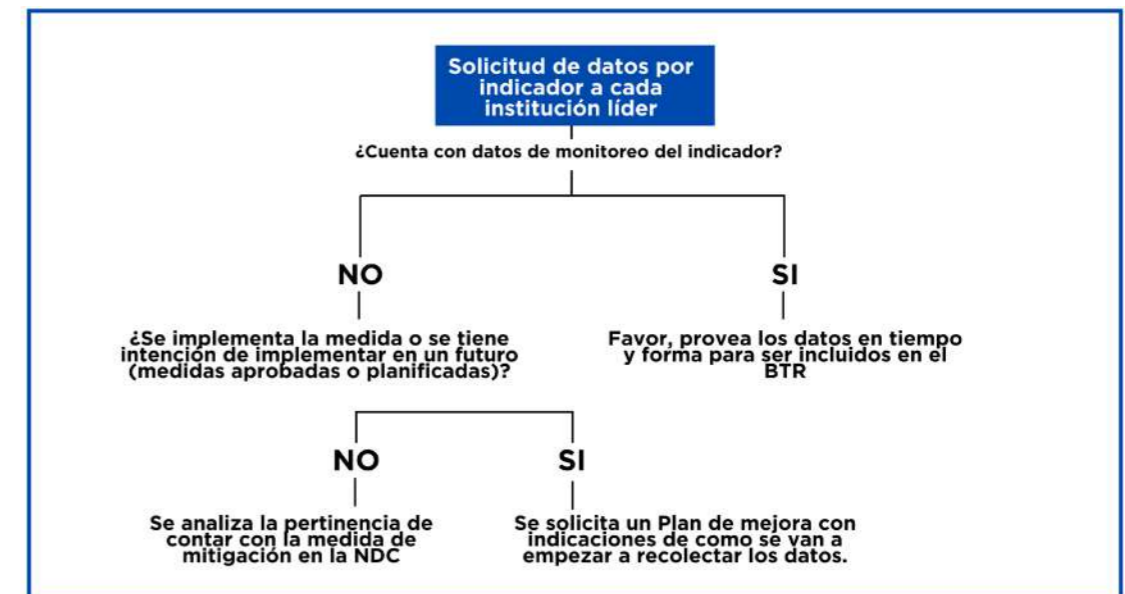 Solicitud de datos por
indicador a cada
institución líder
¿Cuenta con datos de monitoreo del indicador?
NO
SI
¿Se implementa la medida o se tiene
intención de implementar en un futuro
(medidas aprobadas o planificadas)?
Favor, provea los datos en tiempo
y forma para ser incluidos en el
BTR
NO
SI
Se analiza la pertinencia de
contar con la medida de
mitigación en la NDC
Se solicita un Plan de mejora con
indicaciones de como se van a
empezar a recolectar los datos.